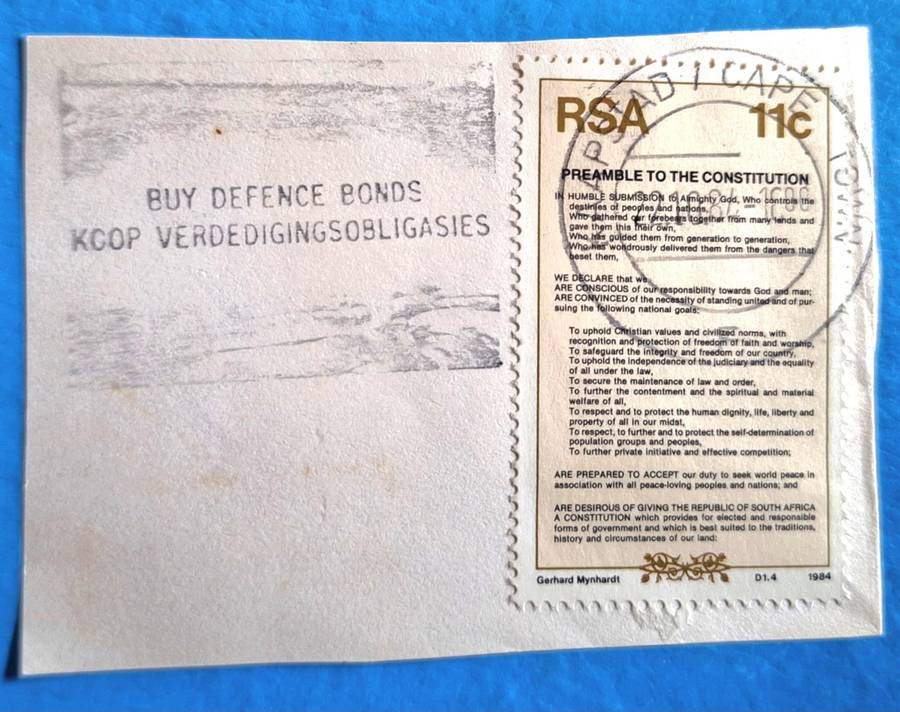 BUY DEFENCE BONDS
KOOP VERDEDIGINGSOBLIGASIES
RSA 11c
APSTAD / CAPE
PREAMBLE TO THE CONSTITUTION
IN HUMBLE SUBMISSION to Almighty God, Who controls the
destinies of peoples and nations,
Who gathered our forebears together from many lands and
gave them this their own,
Who has guided them from generation to generation,
Who has wondrously delivered them from the dangers that
beset them,
WE DECLARE that we
ARE CONSCIOUS of our responsibility towards God and man;
ARE CONVINCED of the necessity of standing united and of pur-
suing the following national goals:
To uphold Christian values and civilized norms, with
recognition and protection of freedom of faith and worship,
To safeguard the integrity and freedom of our country,
To uphold the independence of the judiciary and the equality
of all under the law,
To secure the maintenance of law and order,
To further the contentment and the spiritual and material
welfare of all,
To respect and to protect the human dignity, life, liberty and
property of all in our midst,
To respect, to further and to protect the self-determination of
population groups and peoples,
To further private initiative and effective competition;
ARE PREPARED TO ACCEPT our duty to seek world peace in
association with all peace-loving peoples and nations; and
ARE DESIROUS OF GIVING THE REPUBLIC OF SOUTH AFRICA
A CONSTITUTION which provides for elected and responsible
forms of government and which is best suited to the traditions,
history and circumstances of our land:
Gerhard Mynhardt D1.4 1984